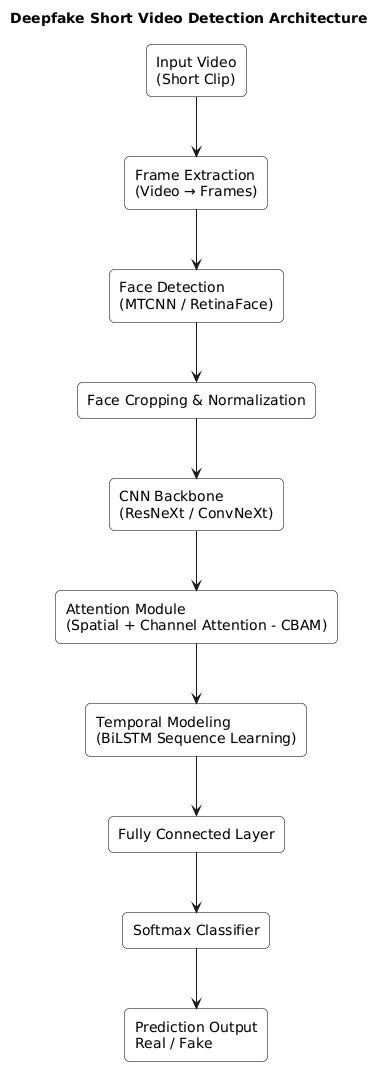 Deepfake Short Video Detection Architecture
Input Video
(Short Clip)
Frame Extraction
(Video → Frames)
Face Detection
(MTCNN / RetinaFace)
Face Cropping & Normalization
CNN Backbone
(ResNeXt / ConvNeXt)
Attention Module
(Spatial + Channel Attention - CBAM)
Temporal Modeling
(BiLSTM Sequence Learning)
Fully Connected Layer
Softmax Classifier
Prediction Output
Real / Fake